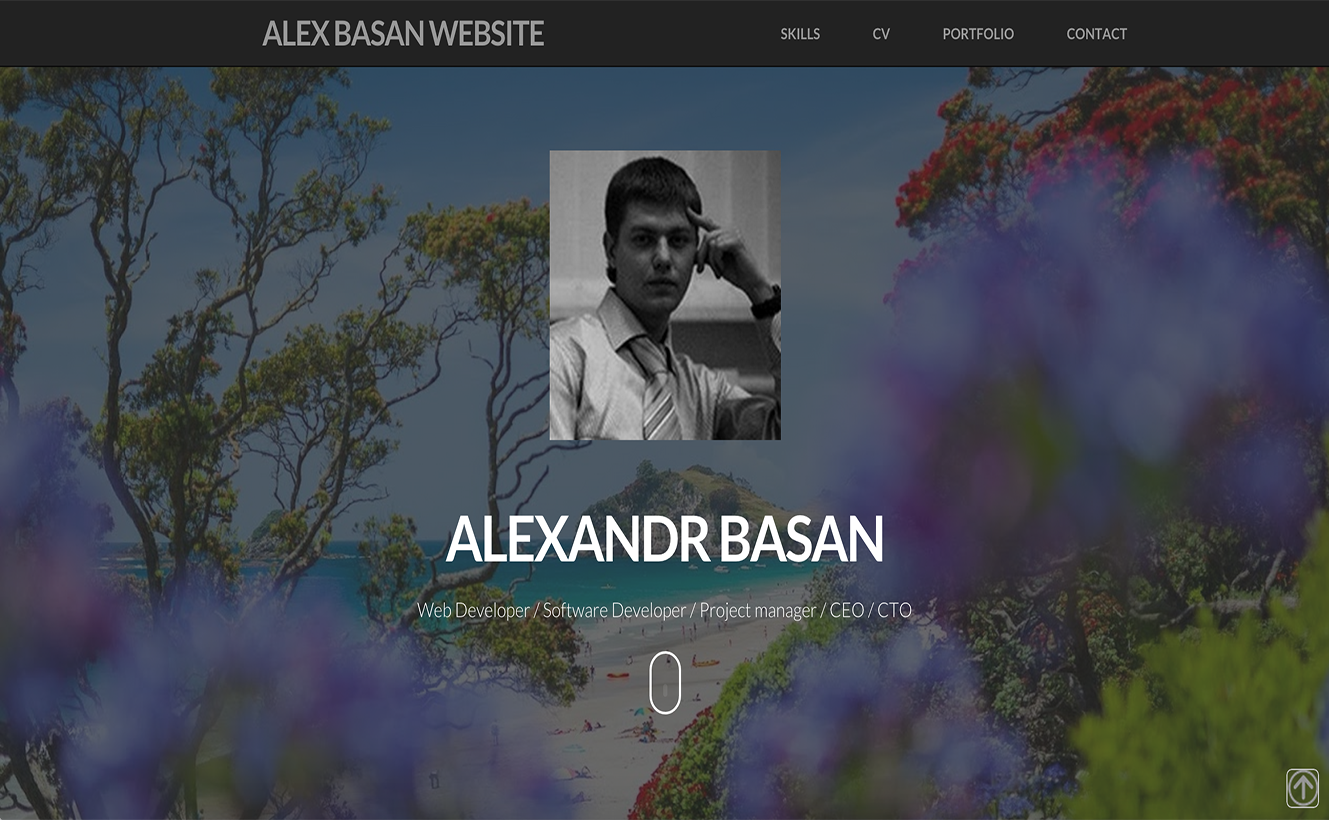 ALEX BASAN WEBSITE
SKILLS CV PORTFOLIO CONTACT
ALEXANDR BASAN
Web Developer / Software Developer / Project manager / CEO / CTO